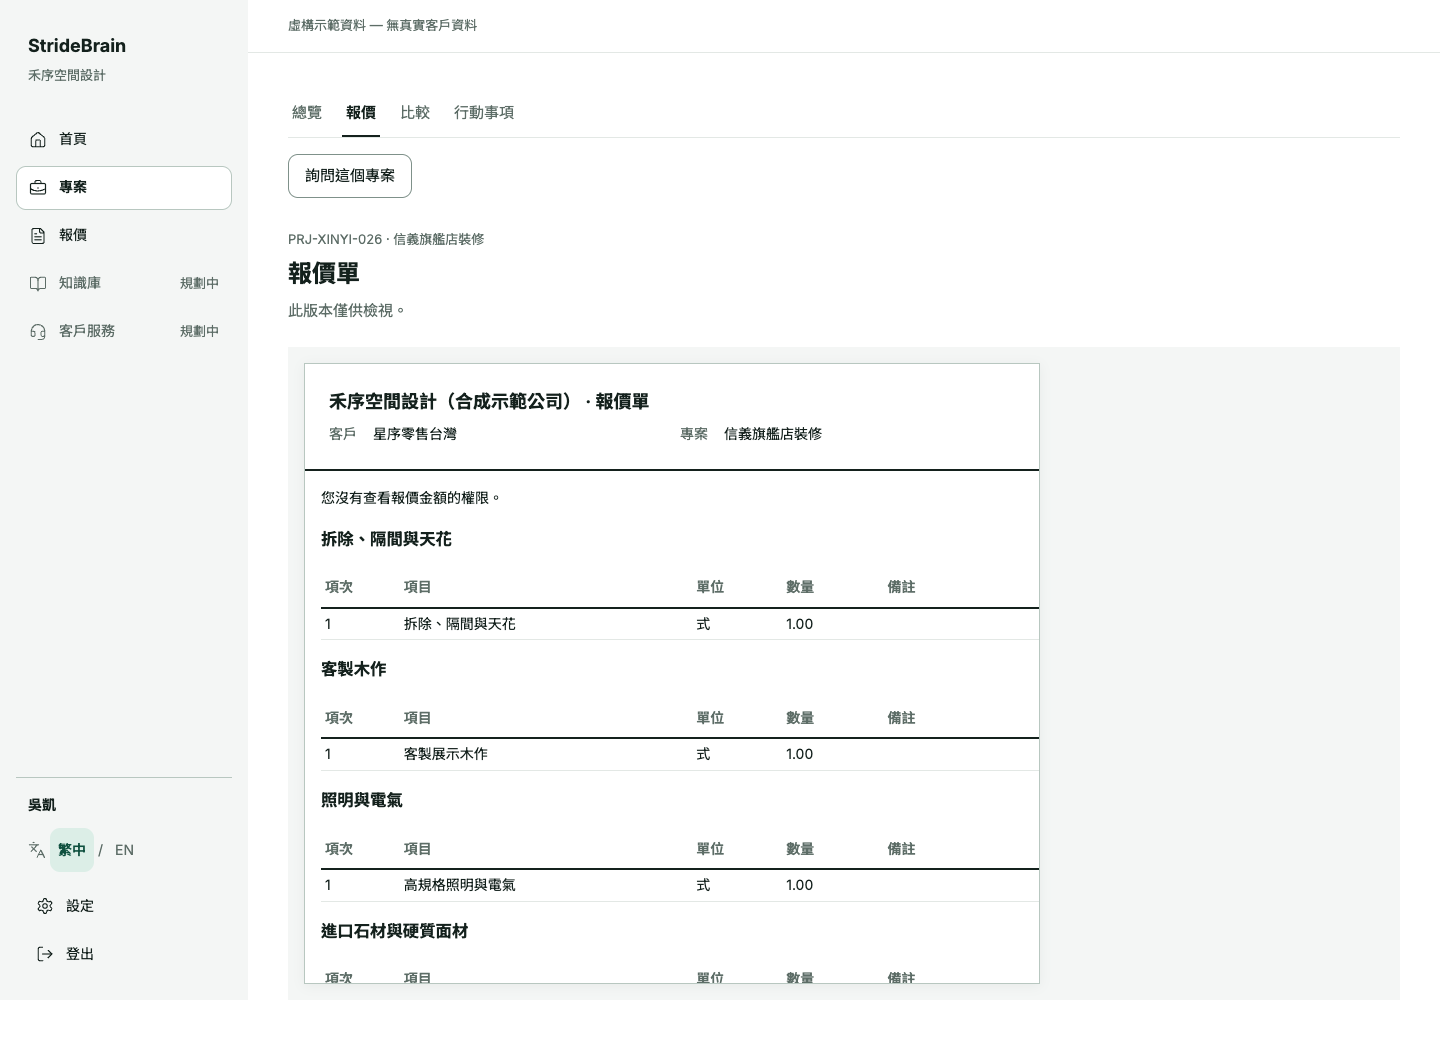 StrideBrain
禾序空間設計
首頁
專案
報價
知識庫 規劃中
客戶服務 規劃中
吳凱
繁中 / EN
設定
登出
虛構示範資料 — 無真實客戶資料
總覽 報價 比較 行動事項
詢問這個專案
PRJ-XINYI-026 · 信義旗艦店裝修
報價單
此版本僅供檢視。
禾序空間設計（合成示範公司） · 報價單
客戶 星序零售台灣 專案 信義旗艦店裝修
您沒有查看報價金額的權限。
拆除、隔間與天花
項次 項目 單位 數量 備註
1 拆除、隔間與天花 式 1.00
客製木作
項次 項目 單位 數量 備註
1 客製展示木作 式 1.00
照明與電氣
項次 項目 單位 數量 備註
1 高規格照明與電氣 式 1.00
進口石材與硬質面材
項次 項目 單位 數量 備註